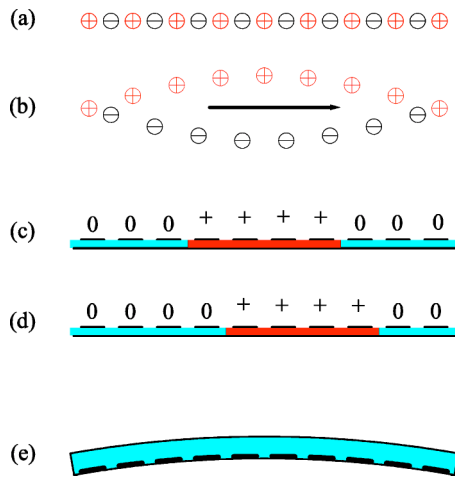 (a)
(b)
(c) 0 0 0 + + + + 0 0 0
(d) 0 0 0 0 + + + + 0 0
(e)